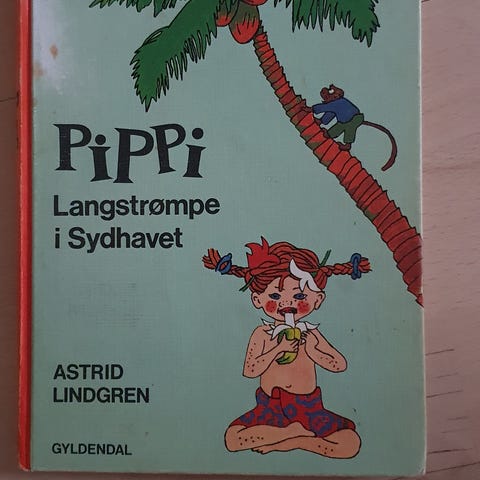 PiPPi
Langstrømpe
i Sydhavet
ASTRID
LINDGREN
GYLDENDAL